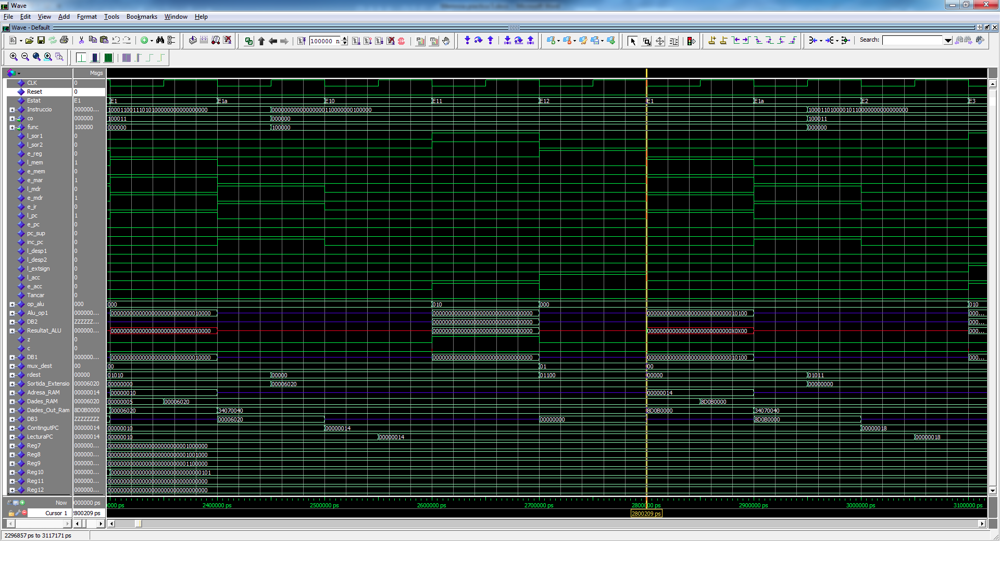 Wave
File Edit View Add Format Tools Bookmarks Window Help
Wave - Default
100000 n
Search:
Msgs
CLK 0
Reset 0
Estat E1 E1 E1a E10 E11 E12 E1 E1a E2 E3
Instruccio 000000... 10001100111010100000000000000000 00000000000000000110000000100000 10001101000010110000000000000000
co 000000 100011 000000 100011
func 100000 000000 100000 000000
l_sor1 0
l_sor2 0
e_reg 0
l_mem 1
e_mem 0
e_mar 1
l_mdr 0
e_mdr 1
e_ir 0
l_pc 1
e_pc 0
pc_sup 0
inc_pc 0
l_desp1 0
l_desp2 0
l_extsign 0
l_acc 0
e_acc 0
Tancar 0
op_alu 000 000 010 000 010
Alu_op1 000000... 00000000000000000000000000010000 00000000000000000000000000000000 00000000000000000000000000010100 000...
DB2 ZZZZZZ... 00000000000000000000000000000000 000...
Resultat_ALU 000000... 000000000000000000000000000X0000 00000000000000000000000000000000 000000000000000000000000000X0X00 000...
z 0
c 0
DB1 000000... 00000000000000000000000000010000 00000000000000000000000000000000 00000000000000000000000000010100 000...
mux_dest 00 00 01 00
rdest 00000 01010 00000 01100 00000 01011
Sortida_Extensio 00006020 00000000 00006020 00000000
Adresa_RAM 00000014 00000010 00000014
Dades_RAM 00006020 00000005 00006020 8D0B0000
Dades_Out_Ram 8D0B0000 00006020 34070040 8D0B0000 34070040
DB3 ZZZZZZZZ 00006020 00000000 8D0B0000
ContingutPC 00000014 00000010 00000014 00000018
LecturaPC 00000014 00000010 00000014 00000018
Reg7 000000... 00000000000000000000000001000000
Reg8 000000... 00000000000000000000000001001000
Reg9 000000... 00000000000000000000000001100000
Reg10 000000... 00000000000000000000000000000101
Reg11 000000... 00000000000000000000000000000000
Reg12 000000... 00000000000000000000000000000000
Now 0000000 ps 0000 ps 2400000 ps 2500000 ps 2600000 ps 2700000 ps 2800000 ps 2900000 ps 3000000 ps 3100000 ps
Cursor 1 2800209 ps 2800209 ps
2296857 ps to 3117171 ps